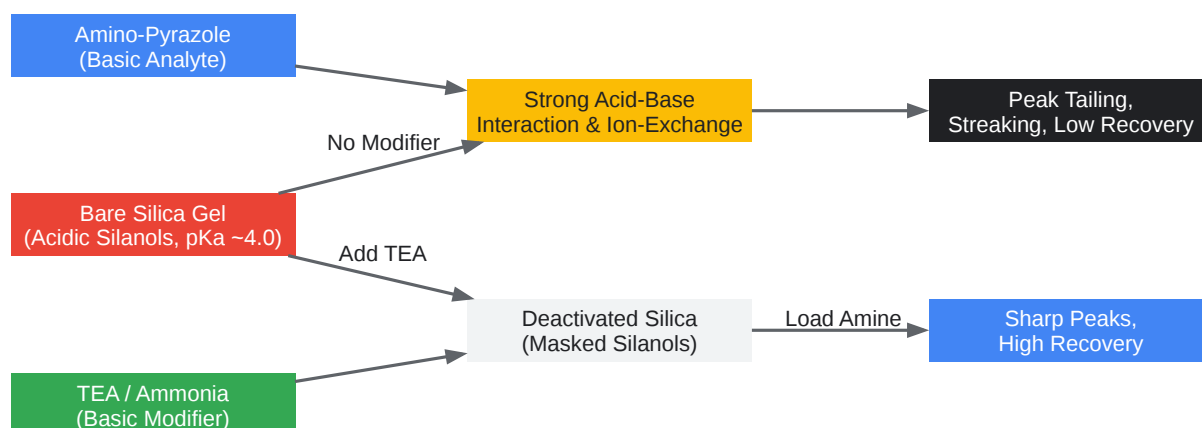 Amino-Pyrazole
(Basic Analyte)
Strong Acid-Base
Interaction & Ion-Exchange
Peak Tailing,
Streaking, Low Recovery
No Modifier
Bare Silica Gel
(Acidic Silanols, pKa ~4.0)
Add TEA
Deactivated Silica
(Masked Silanols)
Load Amine
Sharp Peaks,
High Recovery
TEA / Ammonia
(Basic Modifier)